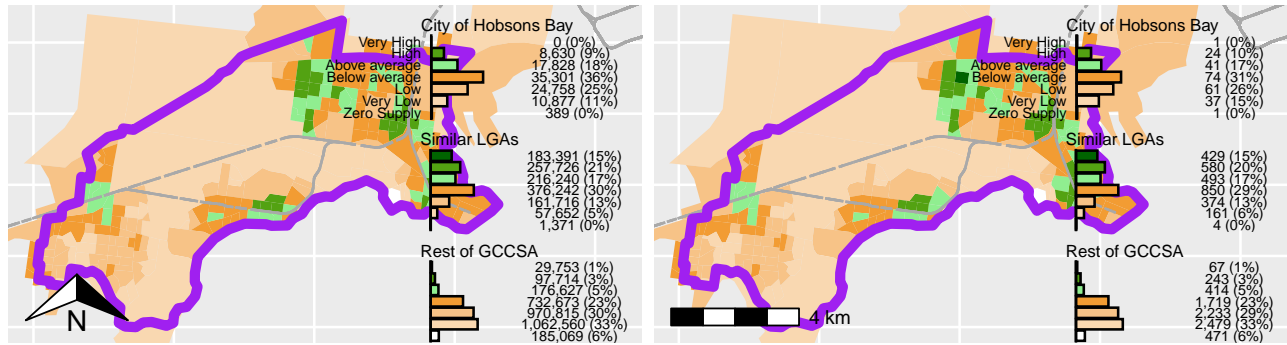 City of Hobsons Bay
Very High 0 (0%)
High 8,630 (9%)
Above average 17,828 (18%)
Below average 35,301 (36%)
Low 24,758 (25%)
Very Low 10,877 (11%)
Zero Supply 389 (0%)
Similar LGAs
183,391 (15%)
257,726 (21%)
216,240 (17%)
376,242 (30%)
161,716 (13%)
57,652 (5%)
1,371 (0%)
Rest of GCCSA
29,753 (1%)
97,714 (3%)
176,627 (5%)
732,673 (23%)
970,815 (30%)
1,062,560 (33%)
185,069 (6%)
N
City of Hobsons Bay
Very High 1 (0%)
High 24 (10%)
Above average 41 (17%)
Below average 74 (31%)
Low 61 (26%)
Very Low 37 (15%)
Zero Supply 1 (0%)
Similar LGAs
429 (15%)
580 (20%)
493 (17%)
850 (29%)
374 (13%)
161 (6%)
4 (0%)
Rest of GCCSA
67 (1%)
243 (3%)
414 (5%)
1,719 (23%)
2,233 (29%)
2,479 (33%)
471 (6%)
4 km